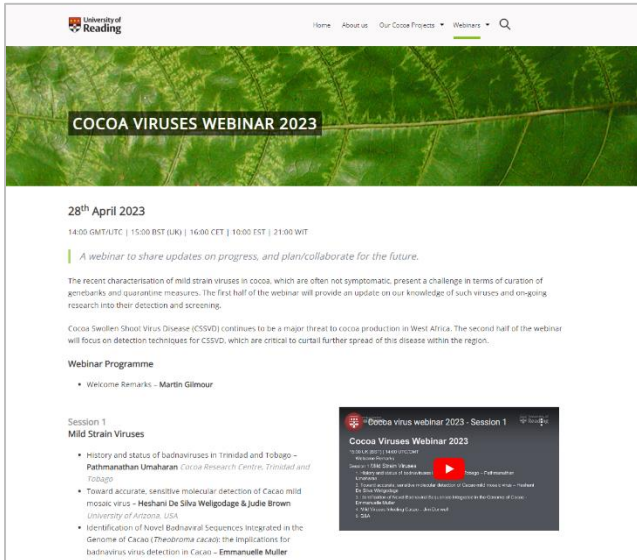 University of
Reading
Home About us Our Cocoa Projects Webinars
COCOA VIRUSES WEBINAR 2023
28th April 2023
14:00 GMT/UTC | 15:00 BST (UK) | 16:00 CET | 10:00 EST | 21:00 WIT
A webinar to share updates on progress, and plan/collaborate for the future.
The recent characterisation of mild strain viruses in cocoa, which are often not symptomatic, present a challenge in terms of curation of
genebanks and quarantine measures. The first half of the webinar will provide an update on our knowledge of such viruses and on-going
research into their detection and screening.
Cocoa Swollen Shoot Virus Disease (CSSVD) continues to be a major threat to cocoa production in West Africa. The second half of the webinar
will focus on detection techniques for CSSVD, which are critical to curtail further spread of this disease within the region.
Webinar Programme
• Welcome Remarks – Martin Gilmour
Session 1
Mild Strain Viruses
• History and status of badnaviruses in Trinidad and Tobago –
Pathmanathan Umaharan Cocoa Research Centre, Trinidad and
Tobago
• Toward accurate, sensitive molecular detection of Cacao mild
mosaic virus – Heshani De Silva Weligodage & Judie Brown
University of Arizona, USA
• Identification of Novel Badnaviral Sequences Integrated in the
Genome of Cacao (Theobroma cacao): the implications for
badnavirus virus detection in Cacao – Emmanuelle Muller
Cocoa virus webinar 2023 - Session 1
Cocoa Viruses Webinar 2023
Welcome Remarks
Session 1 Mild Strain Viruses